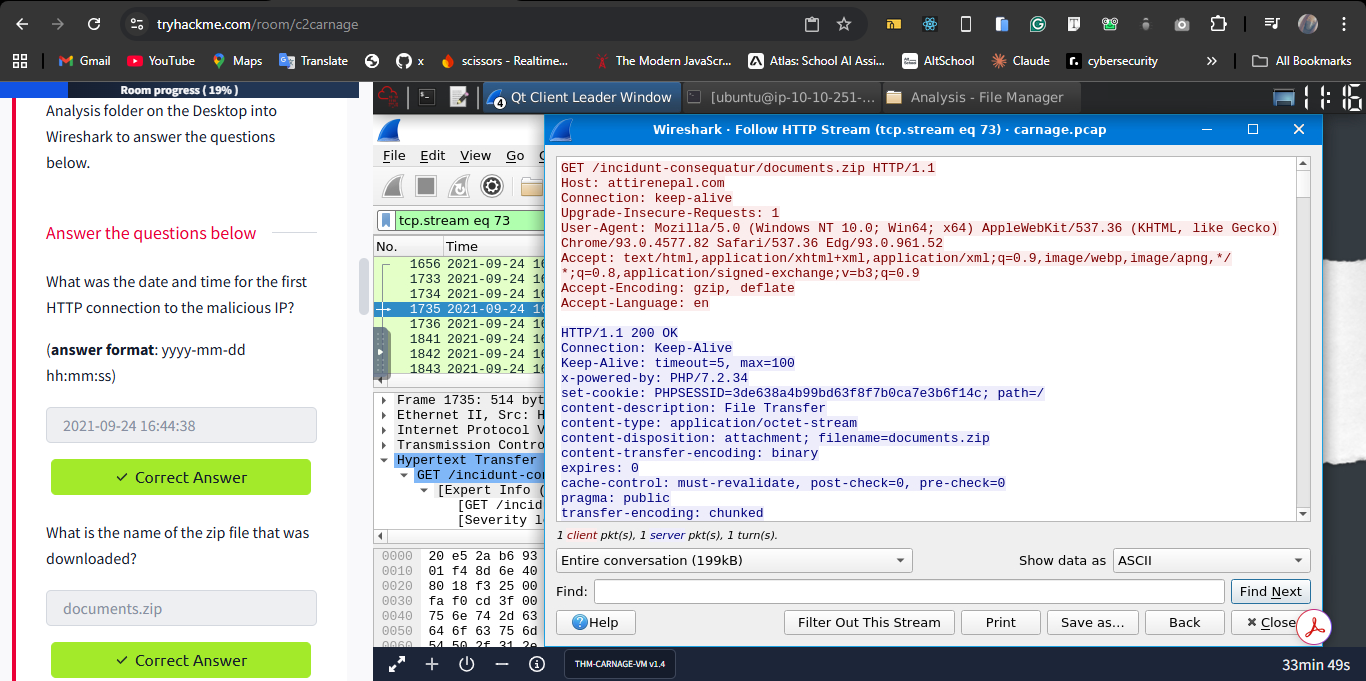 tryhackme.com/room/c2carnage
Gmail
YouTube
Maps
Translate
x
scissors - Realtime...
The Modern JavaScr...
Atlas: School AI Assi...
AltSchool
Claude
cybersecurity
»
All Bookmarks
Room progress ( 19% )
Analysis folder on the Desktop into
Wireshark to answer the questions
below.
Answer the questions below
What was the date and time for the first
HTTP connection to the malicious IP?
(answer format: yyyy-mm-dd
hh:mm:ss)
2021-09-24 16:44:38
✓ Correct Answer
What is the name of the zip file that was
downloaded?
documents.zip
✓ Correct Answer
4 Qt Client Leader Window
[ubuntu@ip-10-10-251-...
Analysis - File Manager
11:16
File Edit View Go
tcp.stream eq 73
No. Time
1656 2021-09-24 16
1733 2021-09-24 16
1734 2021-09-24 16
1735 2021-09-24 16
1736 2021-09-24 16
1841 2021-09-24 16
1842 2021-09-24 16
1843 2021-09-24 16
Frame 1735: 514 byt
Ethernet II, Src: H
Internet Protocol V
Transmission Contro
Hypertext Transfer
GET /incidunt-con
[Expert Info (
[GET /incid
[Severity l
0000 20 e5 2a b6 93
0010 01 f4 8d 6e 40
0020 80 18 f3 25 00
0030 fa f0 cd 3f 00
0040 75 6e 74 2d 63
0050 64 6f 63 75 6d
0060 54 50 2f 31 2e
Wireshark · Follow HTTP Stream (tcp.stream eq 73) · carnage.pcap
GET /incidunt-consequatur/documents.zip HTTP/1.1
Host: attirenepal.com
Connection: keep-alive
Upgrade-Insecure-Requests: 1
User-Agent: Mozilla/5.0 (Windows NT 10.0; Win64; x64) AppleWebKit/537.36 (KHTML, like Gecko)
Chrome/93.0.4577.82 Safari/537.36 Edg/93.0.961.52
Accept: text/html,application/xhtml+xml,application/xml;q=0.9,image/webp,image/apng,*/
*;q=0.8,application/signed-exchange;v=b3;q=0.9
Accept-Encoding: gzip, deflate
Accept-Language: en
HTTP/1.1 200 OK
Connection: Keep-Alive
Keep-Alive: timeout=5, max=100
x-powered-by: PHP/7.2.34
set-cookie: PHPSESSID=3de638a4b99bd63f8f7b0ca7e3b6f14c; path=/
content-description: File Transfer
content-type: application/octet-stream
content-disposition: attachment; filename=documents.zip
content-transfer-encoding: binary
expires: 0
cache-control: must-revalidate, post-check=0, pre-check=0
pragma: public
transfer-encoding: chunked
1 client pkt(s), 1 server pkt(s), 1 turn(s).
Entire conversation (199kB)
Show data as ASCII
Find:
Find Next
Help
Filter Out This Stream
Print
Save as...
Back
Close
THM-CARNAGE-VM v1.4
33min 49s